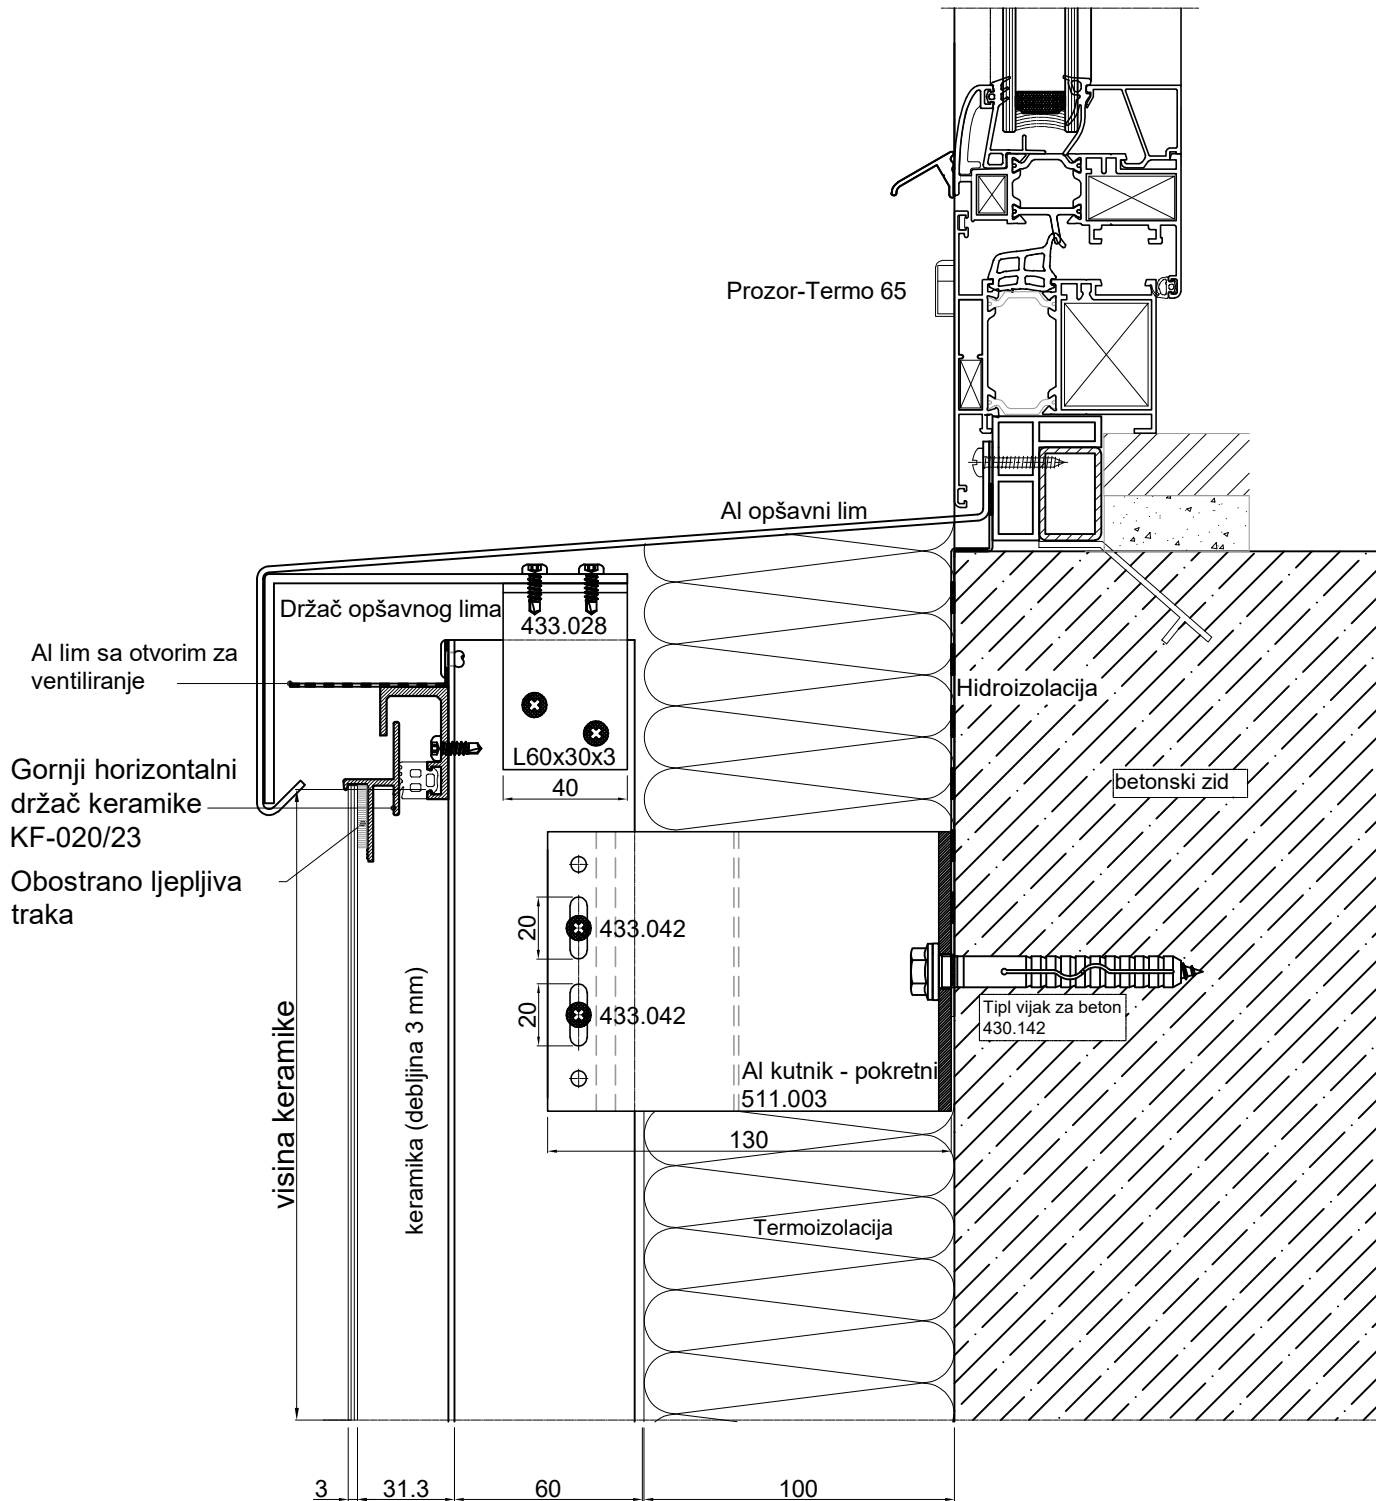 Prozor-Termo 65
Al opšavni lim
Držač opšavnog lima
433.028
Al lim sa otvorim za
ventiliranje
Hidroizolacija
L60x30x3
40
Gornji horizontalni
držač keramike
KF-020/23
betonski zid
Obostrano ljepljiva
traka
20
433.042
20
433.042
Tipl vijak za beton
430.142
visina keramike
keramika (debljina 3 mm)
Al kutnik - pokretni
511.003
130
Termoizolacija
3
31.3
60
100